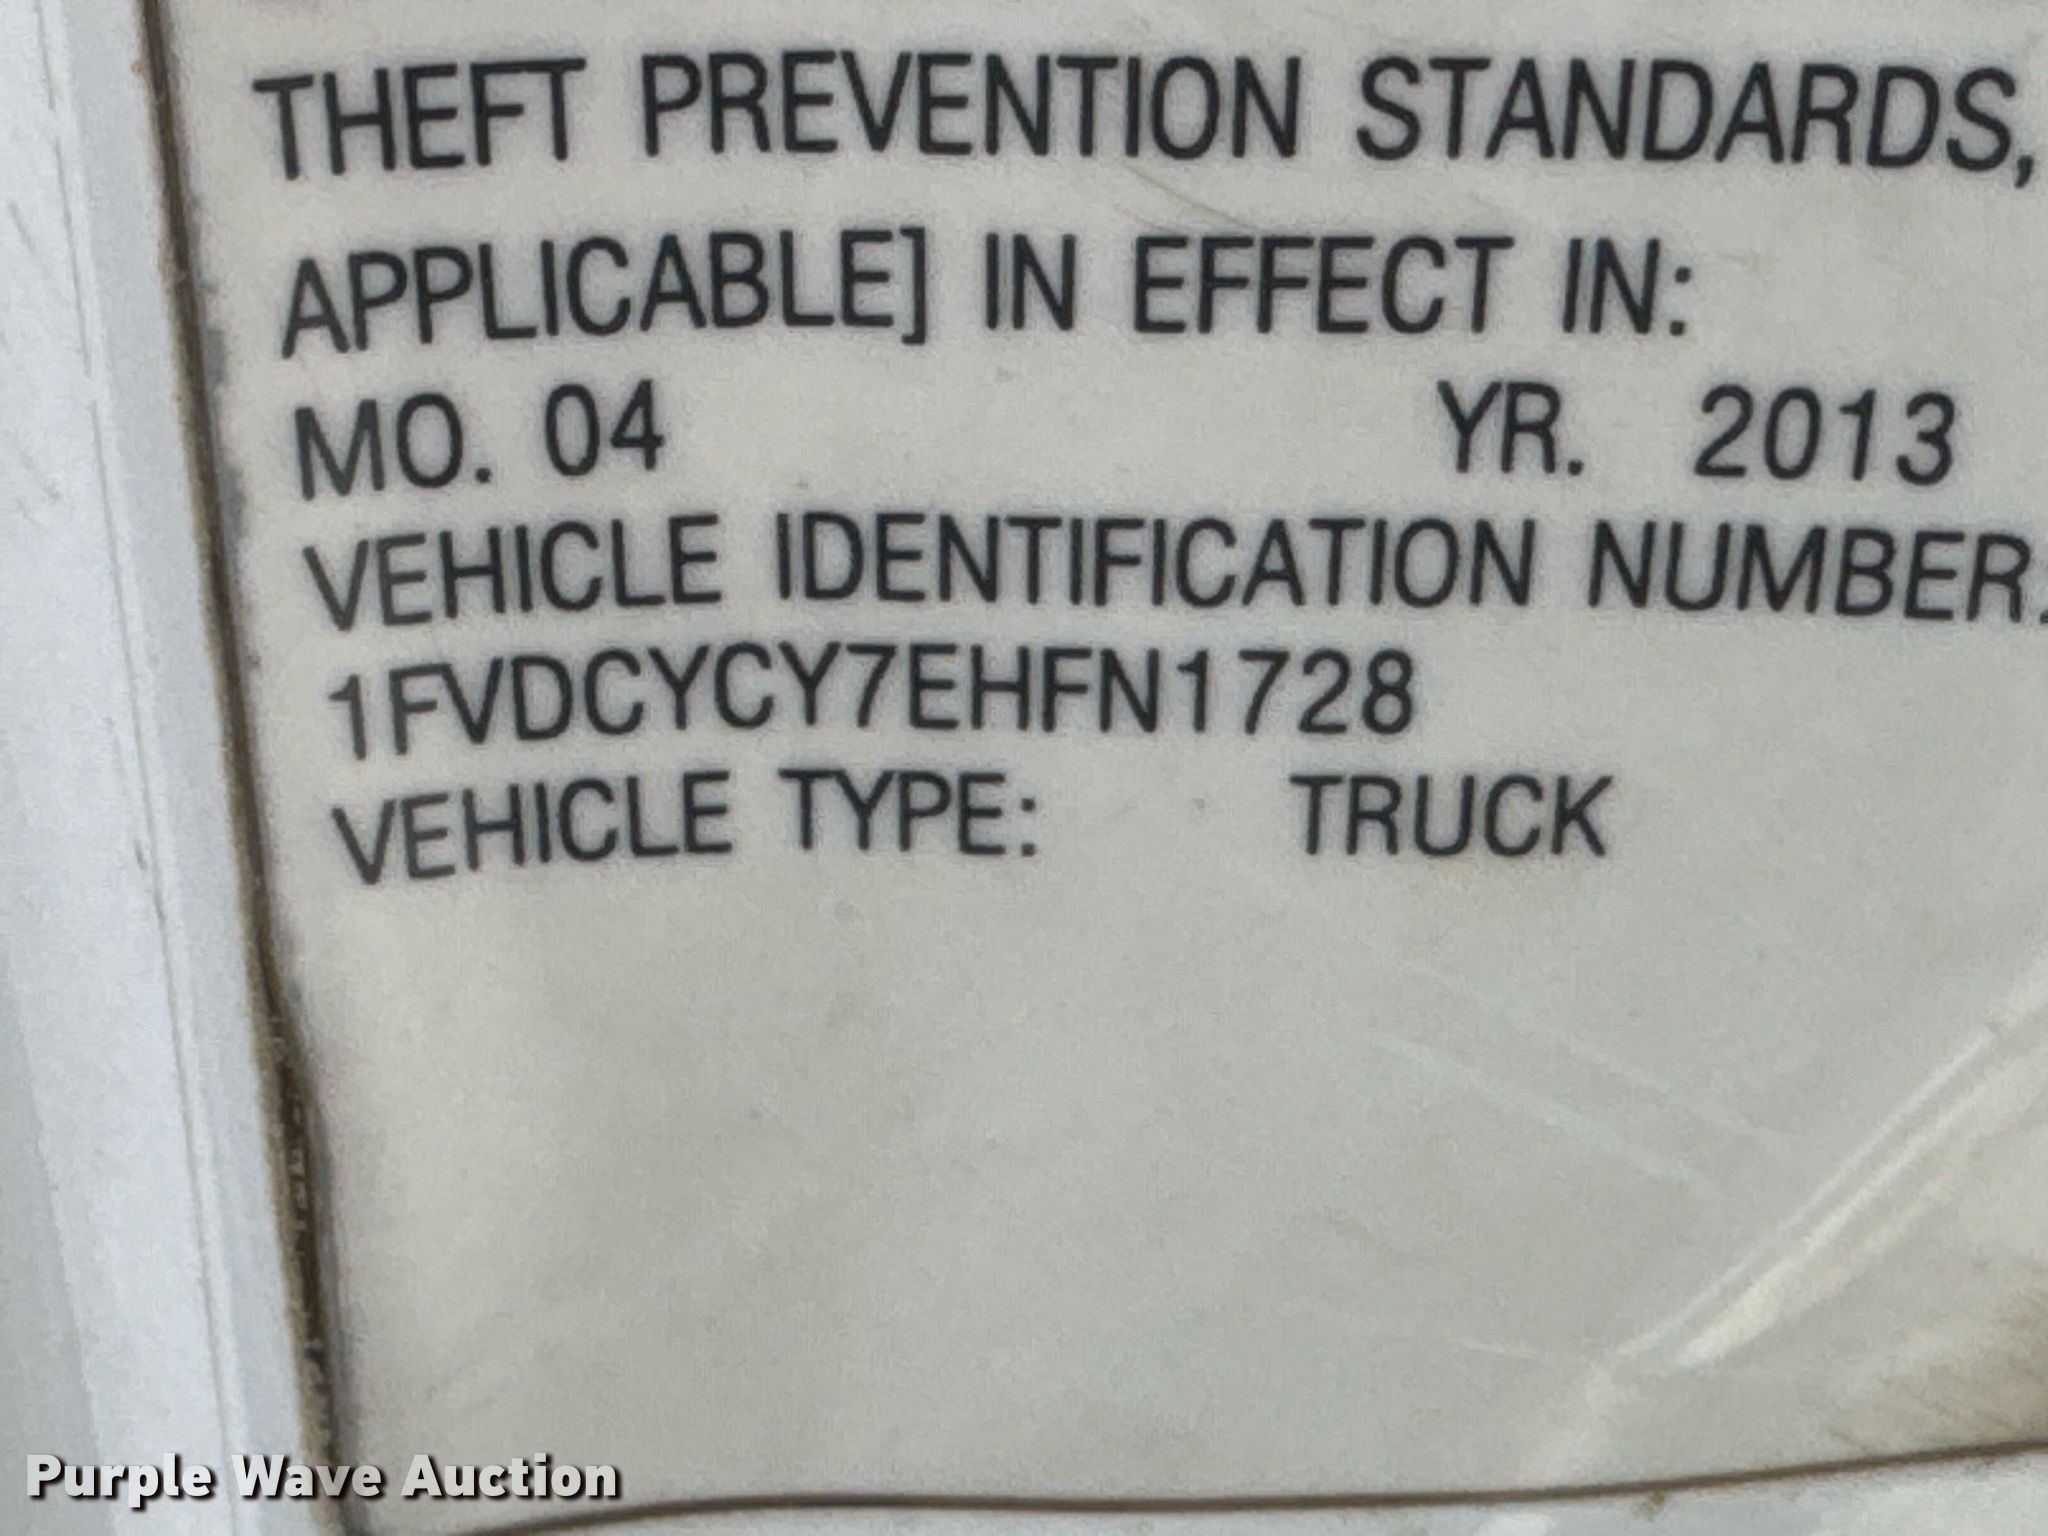 THEFT PREVENTION STANDARDS,
APPLICABLE] IN EFFECT IN:
MO. 04 YR. 2013
VEHICLE IDENTIFICATION NUMBER:
1FVDCYCY7EHFN1728
VEHICLE TYPE: TRUCK
Purple Wave Auction